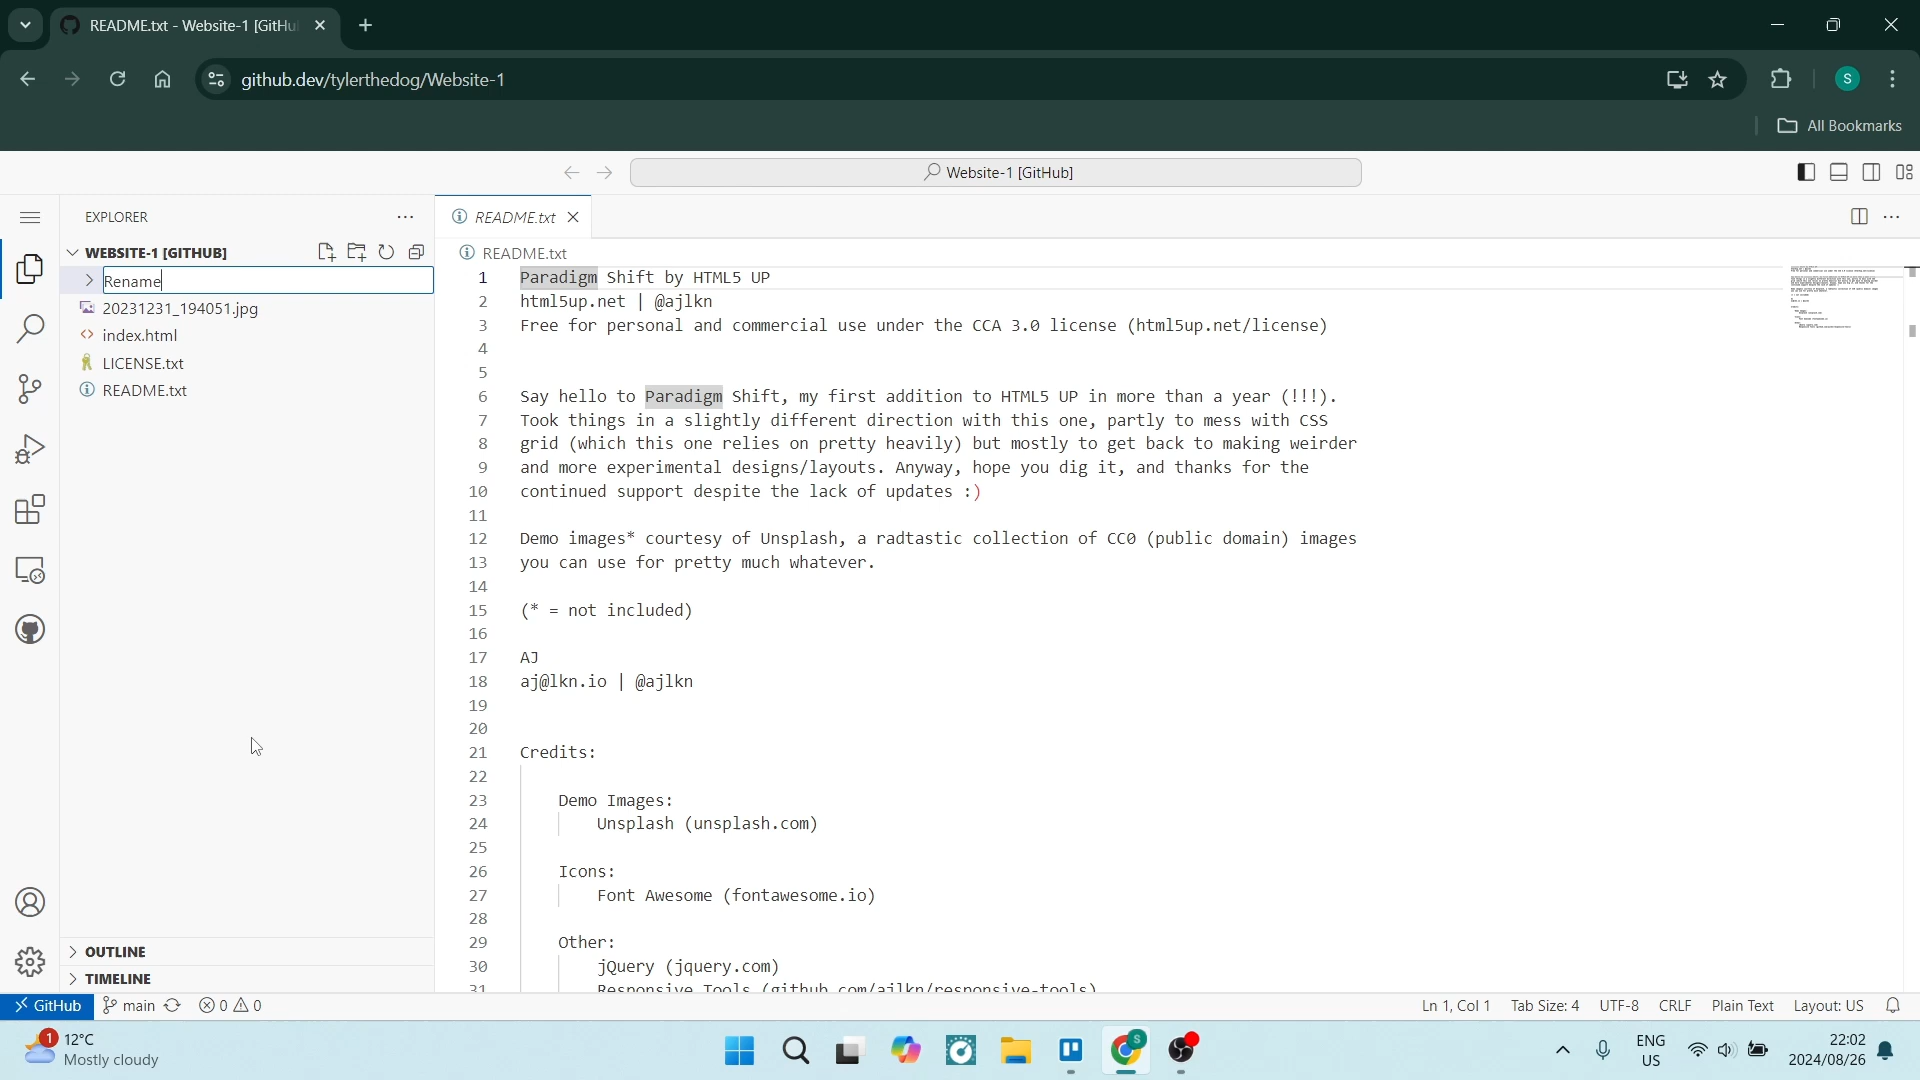 README.txt - Website-1 [GitHu
github.dev/tylerthedog/Website-1
S
All Bookmarks
Website-1 [GitHub]
EXPLORER
README.txt
WEBSITE-1 [GITHUB]
README.txt
Rename
20231231_194051.jpg
index.html
LICENSE.txt
README.txt
1 Paradigm Shift by HTML5 UP
2 html5up.net | @ajlkn
3 Free for personal and commercial use under the CCA 3.0 license (html5up.net/license)
4
5
6 Say hello to Paradigm Shift, my first addition to HTML5 UP in more than a year (!!!).
7 Took things in a slightly different direction with this one, partly to mess with CSS
8 grid (which this one relies on pretty heavily) but mostly to get back to making weirder
9 and more experimental designs/layouts. Anyway, hope you dig it, and thanks for the
10 continued support despite the lack of updates :)
11
12 Demo images* courtesy of Unsplash, a radtastic collection of CC0 (public domain) images
13 you can use for pretty much whatever.
14
15 (* = not included)
16
17 AJ
18 aj@lkn.io | @ajlkn
19
20
21 Credits:
22
23 Demo Images:
24 Unsplash (unsplash.com)
25
26 Icons:
27 Font Awesome (fontawesome.io)
28
29 Other:
30 jQuery (jquery.com)
31 Responsive Tools (github.com/ajlkn/responsive-tools)
OUTLINE
TIMELINE
GitHub
main
0 0
Ln 1, Col 1
Tab Size: 4
UTF-8
CRLF
Plain Text
Layout: US
1
12°C
Mostly cloudy
S
ENG
US
22:02
2024/08/26